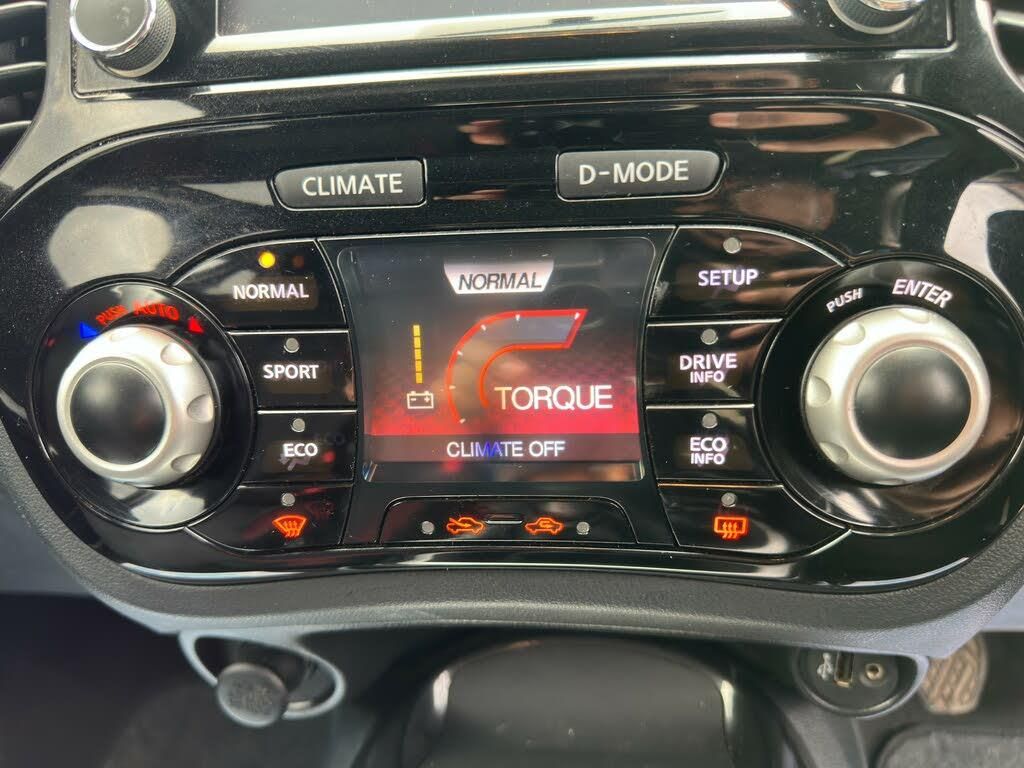 CLIMATE
D-MODE
NORMAL
SPORT
ECO
PUSH AUTO
NORMAL
TORQUE
CLIMATE OFF
SETUP
DRIVE
INFO
ECO
INFO
PUSH
ENTER